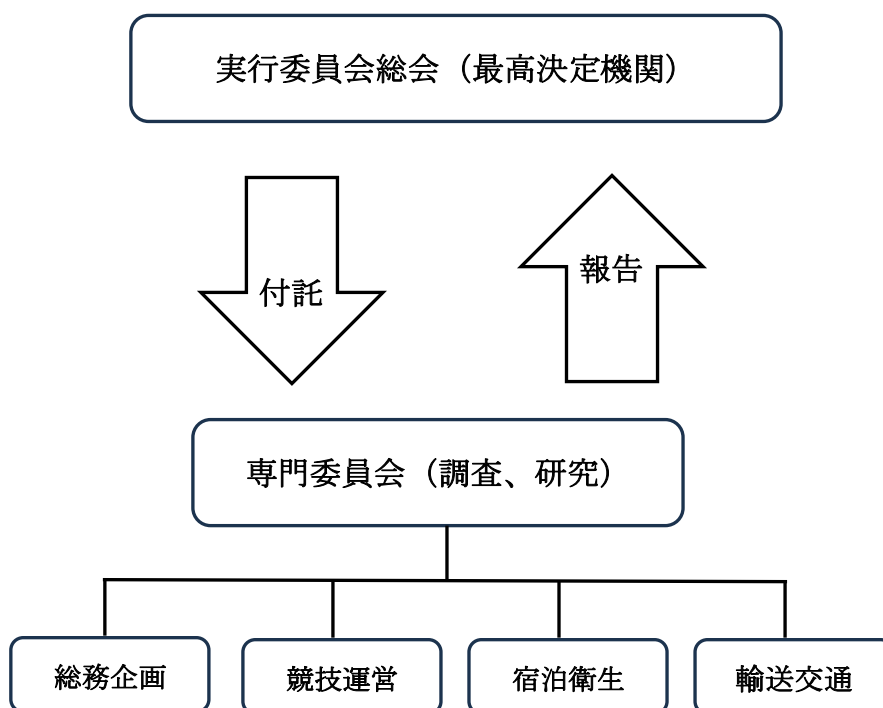 実行委員会総会（最高決定機関）
付託
報告
専門委員会（調査、研究）
総務企画
競技運営
宿泊衛生
輸送交通